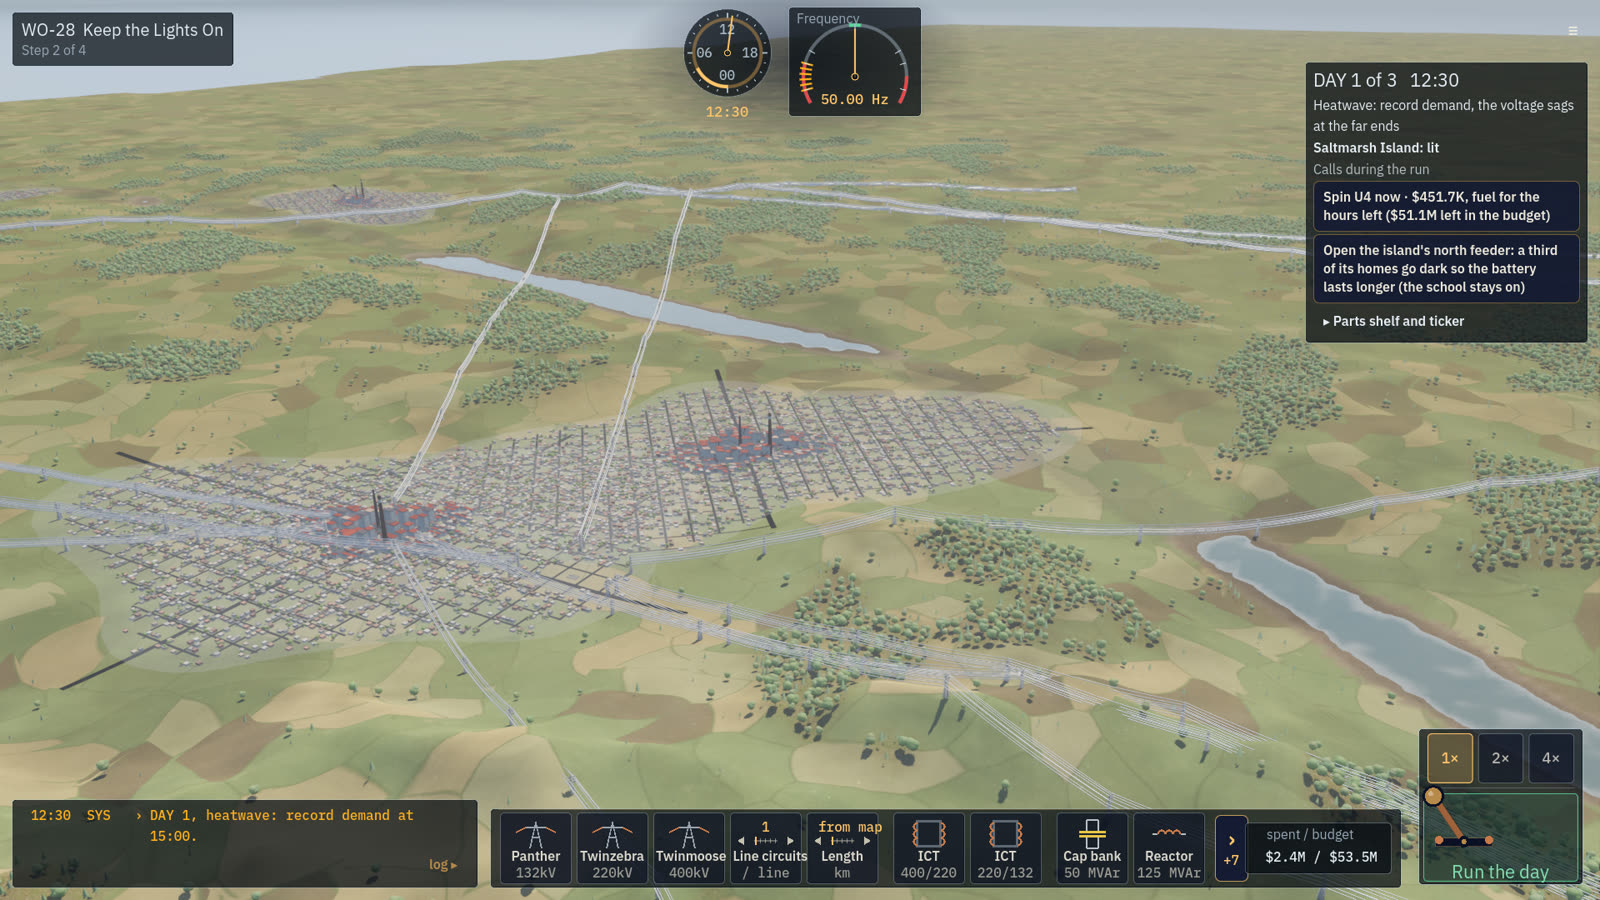 WO-28 Keep the Lights On
Step 2 of 4
12
06
18
00
12:30
Frequency
50.00 Hz
DAY 1 of 3 12:30
Heatwave: record demand, the voltage sags
at the far ends
Saltmarsh Island: lit
Calls during the run
Spin U4 now · $451.7K, fuel for the
hours left ($51.1M left in the budget)
Open the island's north feeder: a third
of its homes go dark so the battery
lasts longer (the school stays on)
▸ Parts shelf and ticker
12:30 SYS › DAY 1, heatwave: record demand at
15:00.
log ▸
Panther
132kV
Twinzebra
220kV
Twinmoose
400kV
1
Line circuits
/ line
from map
Length
km
ICT
400/220
ICT
220/132
Cap bank
50 MVAr
Reactor
125 MVAr
›
+7
spent / budget
$2.4M / $53.5M
1×
2×
4×
Run the day